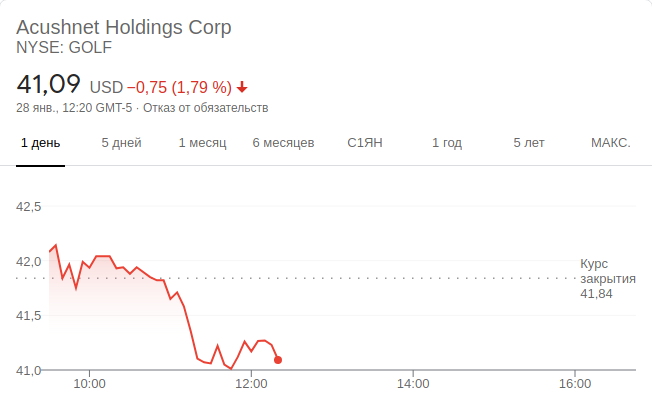 Acushnet Holdings Corp
NYSE: GOLF
41,09 USD −0,75 (1,79 %)
28 янв., 12:20 GMT-5 · Отказ от обязательств
1 день 5 дней 1 месяц 6 месяцев С1ЯН 1 год 5 лет МАКС.
42,5
42,0
Курс
закрытия
41,84
41,5
41,0
10:00 12:00 14:00 16:00